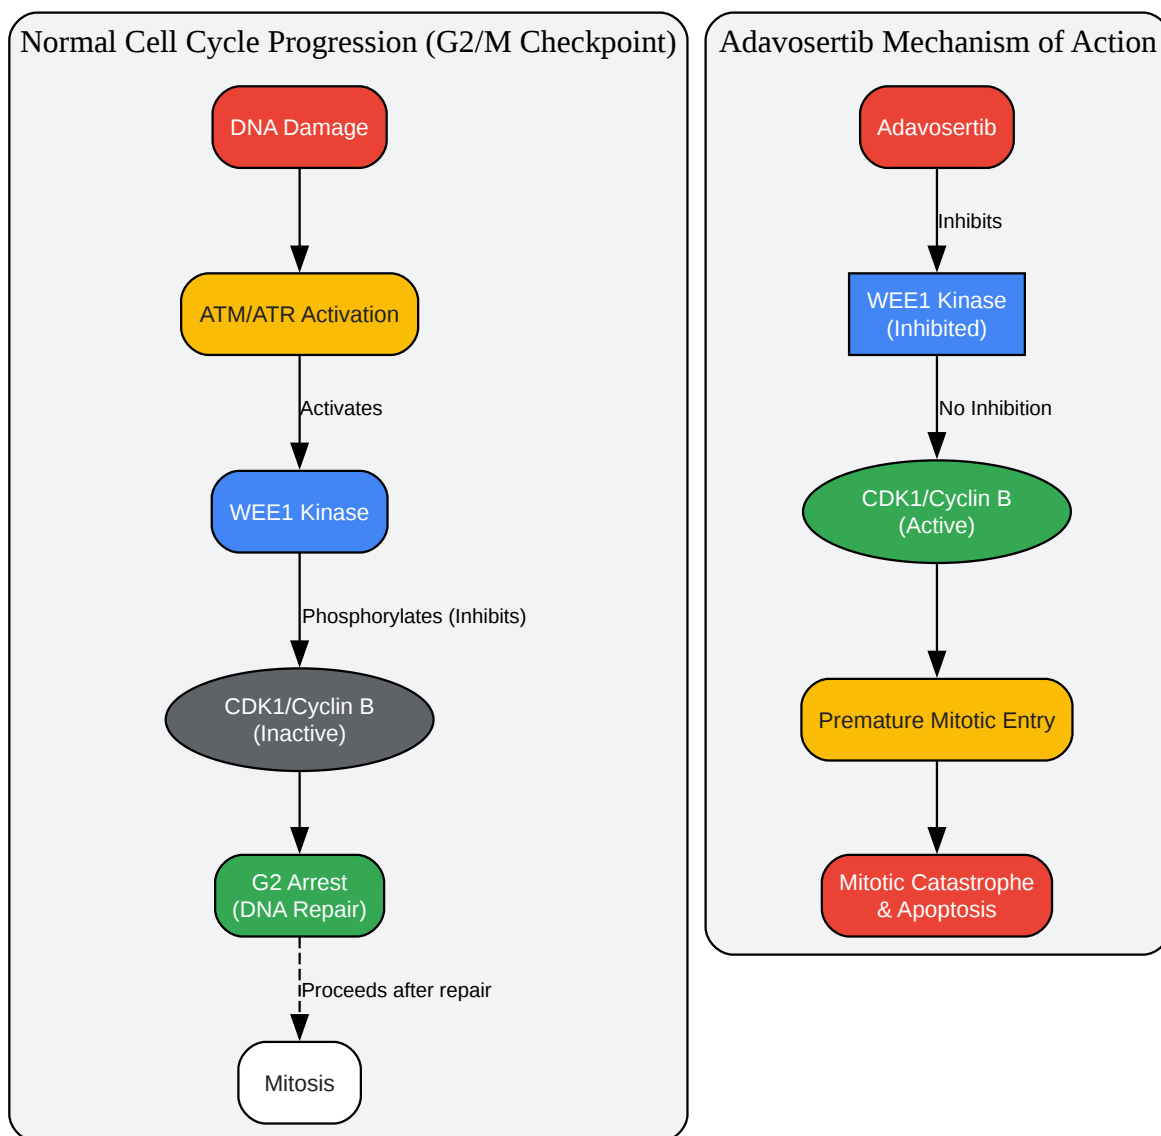 Normal Cell Cycle Progression (G2/M Checkpoint)
DNA Damage
ATM/ATR Activation
Activates
WEE1 Kinase
Phosphorylates (Inhibits)
CDK1/Cyclin B
(Inactive)
G2 Arrest
(DNA Repair)
Proceeds after repair
Mitosis
Adavosertib Mechanism of Action
Adavosertib
Inhibits
WEE1 Kinase
(Inhibited)
No Inhibition
CDK1/Cyclin B
(Active)
Premature Mitotic Entry
Mitotic Catastrophe
& Apoptosis